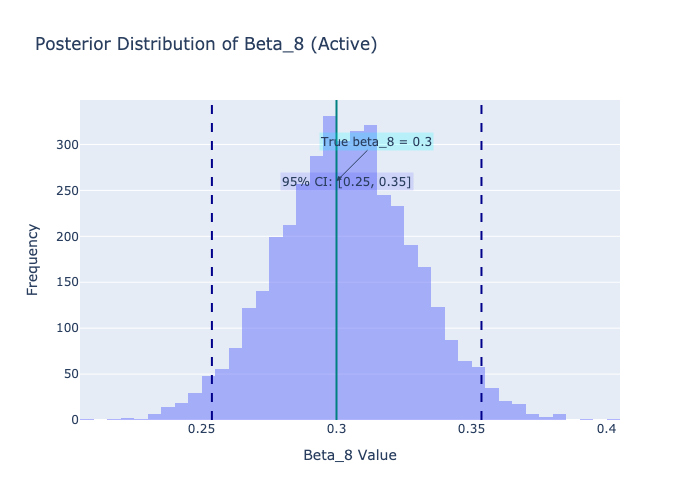 Posterior Distribution of Beta_8 (Active)
True beta_8 = 0.3
95% CI: [0.25, 0.35]
Frequency
300
250
200
150
100
50
0
0.25
0.3
0.35
0.4
Beta_8 Value